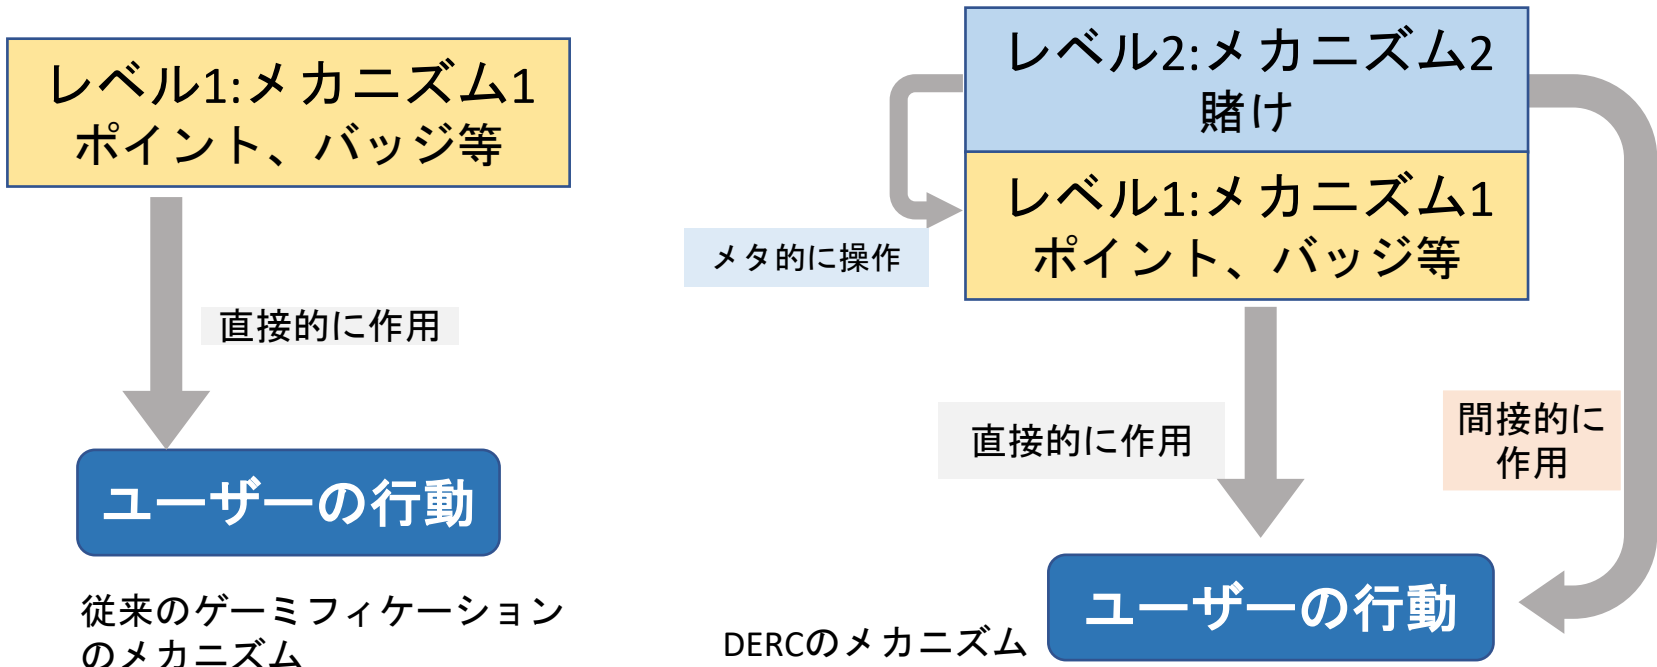 レベル1:メカニズム1
ポイント、バッジ等
直接的に作用
ユーザーの行動
従来のゲーミフィケーション
のメカニズム
レベル2:メカニズム2
賭け
レベル1:メカニズム1
ポイント、バッジ等
メタ的に操作
直接的に作用
間接的に
作用
ユーザーの行動
DERCのメカニズム